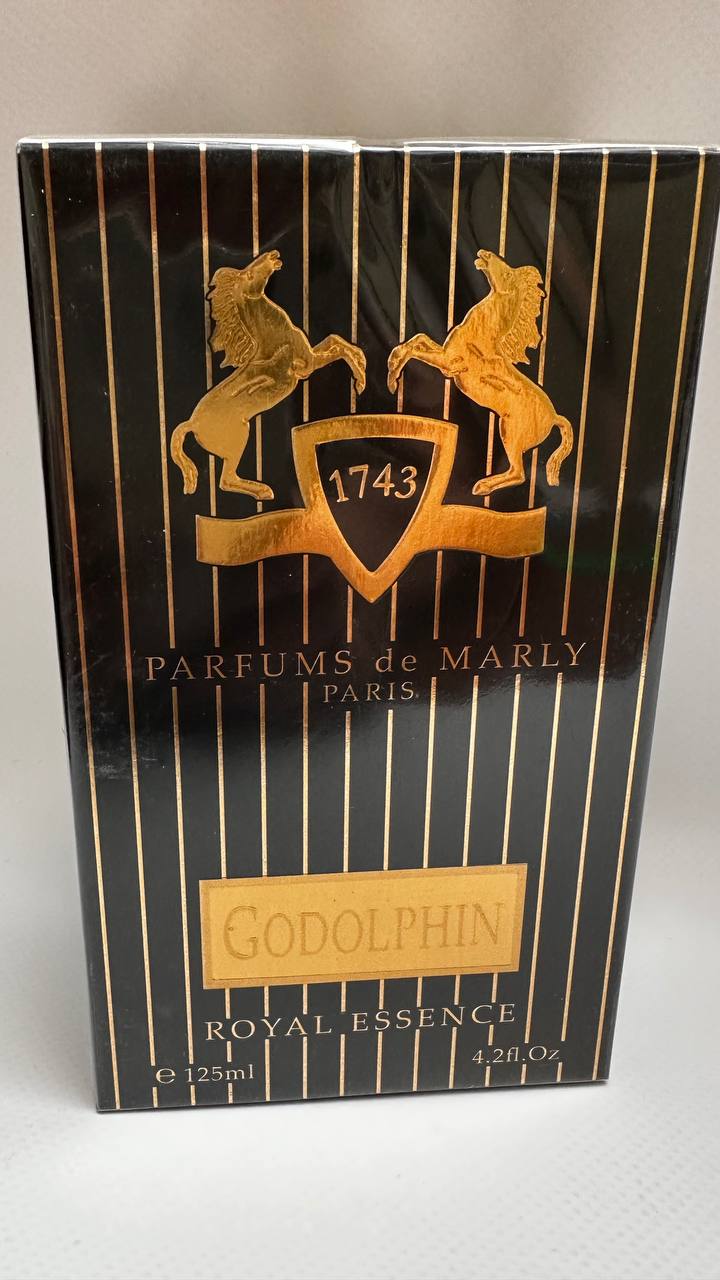 1743
PARFUMS de MARLY
PARIS
GODOLPHIN
ROYAL ESSENCE
℮ 125ml 4.2fl.Oz